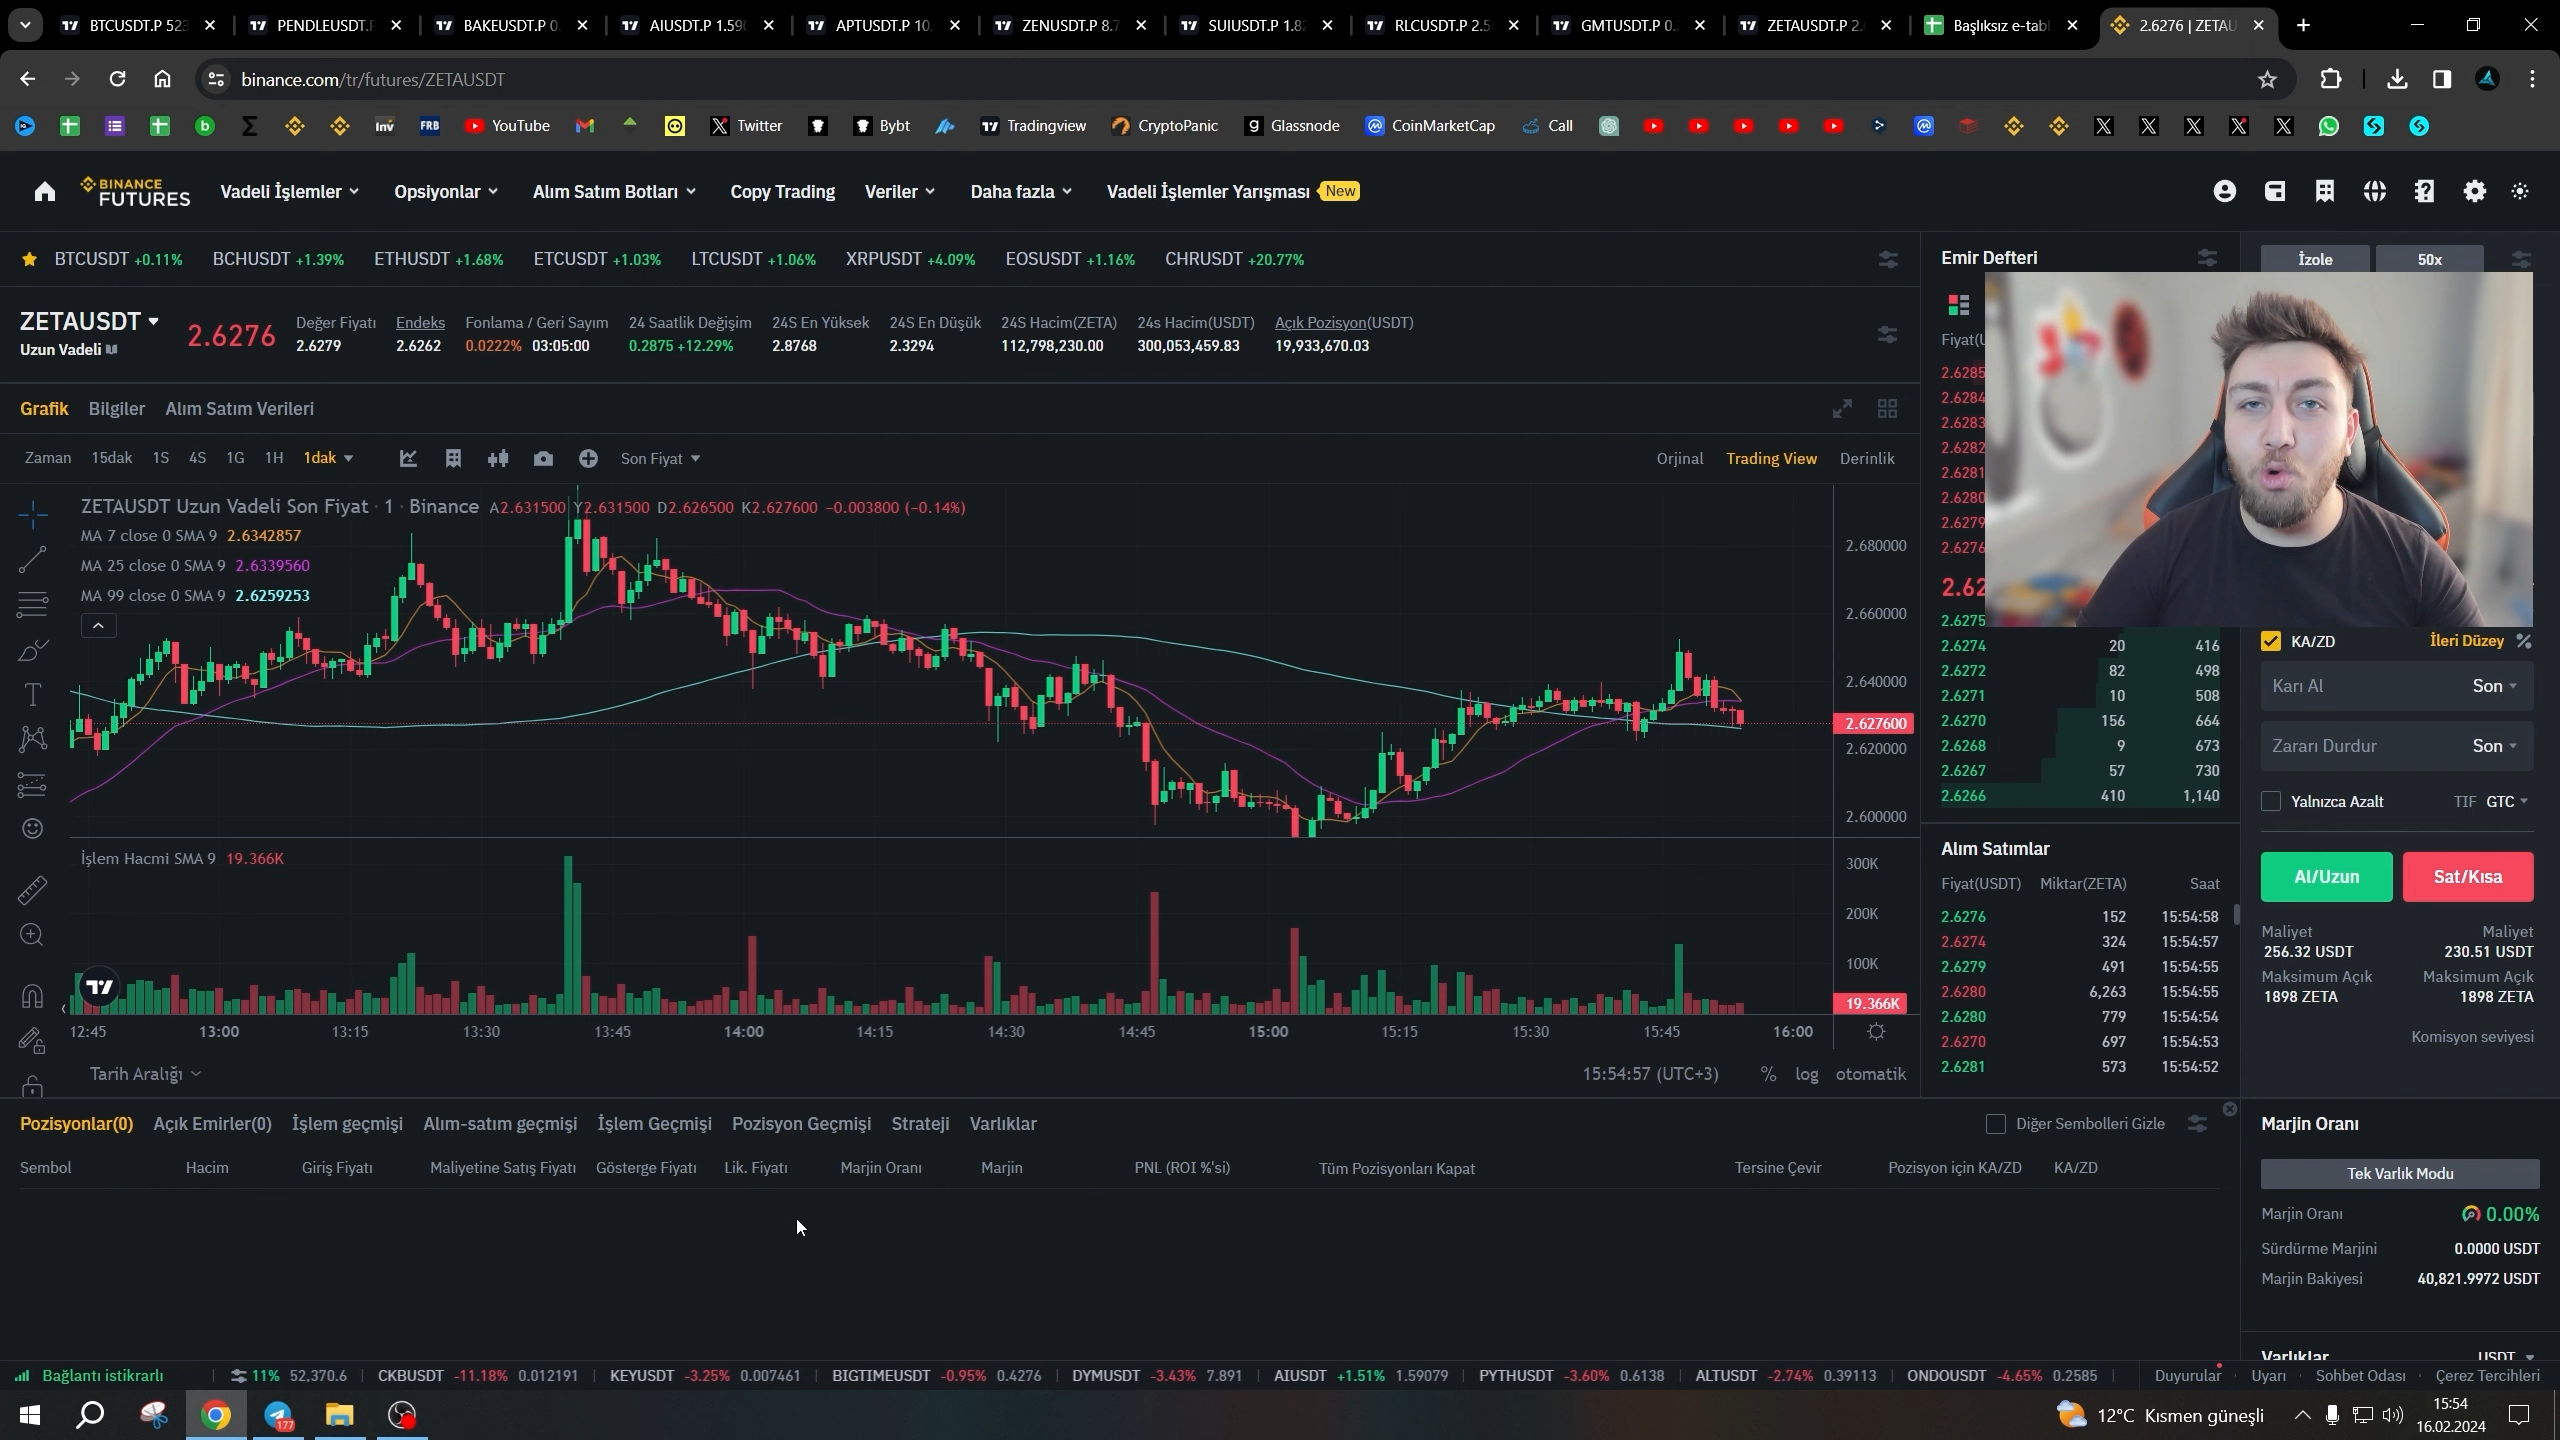 BTCUSDT.P 523
PENDLEUSDT.P
BAKEUSDT.P 0.
AIUSDT.P 1.590
APTUSDT.P 10.
ZENUSDT.P 8.7
SUIUSDT.P 1.82
RLCUSDT.P 2.5
GMTUSDT.P 0.
ZETAUSDT.P 2.
Başlıksız e-tabl
2.6276 | ZETAU
binance.com/tr/futures/ZETAUSDT
YouTube
Twitter
Bybt
Tradingview
CryptoPanic
Glassnode
CoinMarketCap
Call
BINANCE
FUTURES
Vadeli İşlemler
Opsiyonlar
Alım Satım Botları
Copy Trading
Veriler
Daha fazla
Vadeli İşlemler Yarışması
New
BTCUSDT +0.11%
BCHUSDT +1.39%
ETHUSDT +1.68%
ETCUSDT +1.03%
LTCUSDT +1.06%
XRPUSDT +4.09%
EOSUSDT +1.16%
CHRUSDT +20.77%
ZETAUSDT
Uzun Vadeli
2.6276
Değer Fiyatı
2.6279
Endeks
2.6262
Fonlama / Geri Sayım
0.0222% 03:05:00
24 Saatlik Değişim
0.2875 +12.29%
24S En Yüksek
2.8768
24S En Düşük
2.3294
24S Hacim(ZETA)
112,798,230.00
24s Hacim(USDT)
300,053,459.83
Açık Pozisyon(USDT)
19,933,670.03
Grafik
Bilgiler
Alım Satım Verileri
Zaman
15dak
1S
4S
1G
1H
1dak
Son Fiyat
Orjinal
Trading View
Derinlik
ZETAUSDT Uzun Vadeli Son Fiyat · 1 · Binance A2.631500 Y2.631500 D2.626500 K2.627600 -0.003800 (-0.14%)
MA 7 close 0 SMA 9 2.6342857
MA 25 close 0 SMA 9 2.6339560
MA 99 close 0 SMA 9 2.6259253
2.680000
2.660000
2.640000
2.627600
2.620000
2.600000
İşlem Hacmi SMA 9 19.366K
300K
200K
100K
19.366K
12:45
13:00
13:15
13:30
13:45
14:00
14:15
14:30
14:45
15:00
15:15
15:30
15:45
16:00
Tarih Aralığı
15:54:57 (UTC+3)
%
log
otomatik
Emir Defteri
2.6285
2.6284
2.6283
2.6282
2.6281
2.6280
2.6279
2.6276
2.6275
2.6274 20 416
2.6272 82 498
2.6271 10 508
2.6270 156 664
2.6268 9 673
2.6267 57 730
2.6266 410 1,140
Alım Satımlar
Fiyat(USDT) Miktar(ZETA) Saat
2.6276 152 15:54:58
2.6274 324 15:54:57
2.6279 491 15:54:55
2.6280 6,263 15:54:55
2.6280 779 15:54:54
2.6270 697 15:54:53
2.6281 573 15:54:52
İzole
50x
KA/ZD
İleri Düzey
Karı Al
Son
Zararı Durdur
Son
Yalnızca Azalt
TIF GTC
Al/Uzun
Sat/Kısa
Maliyet Maliyet
256.32 USDT 230.51 USDT
Maksimum Açık Maksimum Açık
1898 ZETA 1898 ZETA
Komisyon seviyesi
Pozisyonlar(0)
Açık Emirler(0)
İşlem geçmişi
Alım-satım geçmişi
İşlem Geçmişi
Pozisyon Geçmişi
Strateji
Varlıklar
Diğer Sembolleri Gizle
Sembol
Hacim
Giriş Fiyatı
Maliyetine Satış Fiyatı
Gösterge Fiyatı
Lik. Fiyatı
Marjin Oranı
Marjin
PNL (ROI %'si)
Tüm Pozisyonları Kapat
Tersine Çevir
Pozisyon için KA/ZD
KA/ZD
Marjin Oranı
Tek Varlık Modu
Marjin Oranı 0.00%
Sürdürme Marjini 0.0000 USDT
Marjin Bakiyesi 40,821.9972 USDT
Varlıklar USDT
Bağlantı istikrarlı
11% 52,370.6
CKBUSDT -11.18% 0.012191
KEYUSDT -3.25% 0.007461
BIGTIMEUSDT -0.95% 0.4276
DYMUSDT -3.43% 7.891
AIUSDT +1.51% 1.59079
PYTHUSDT -3.60% 0.6138
ALTUSDT -2.74% 0.39113
ONDOUSDT -4.65% 0.2585
Duyurular
Uyarı
Sohbet Odası
Çerez Tercihleri
177
12°C Kısmen güneşli
15:54
16.02.2024